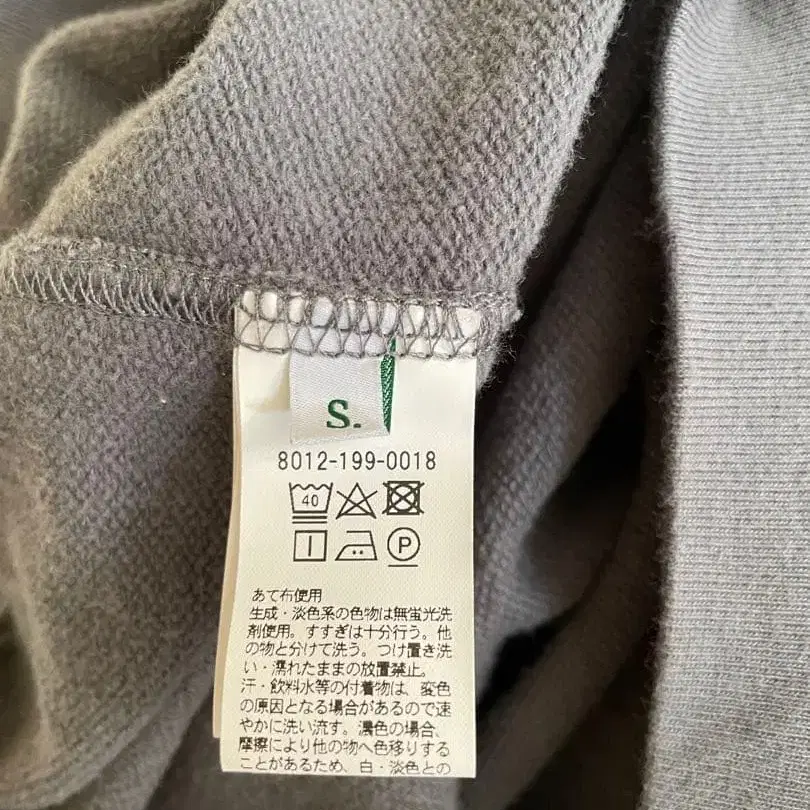 S.
8012-199-0018
40
P
あて布使用
生成・淡色系の色物は無蛍光洗
剤使用。すすぎは十分行う。他
の物と分けて洗う。つけ置き洗
い・濡れたままの放置禁止。
汗・飲料水等の付着物は、変色
の原因となる場合があるので速
やかに洗い流す。濃色の場合、
摩擦により他の物へ色移りする
ことがあるため、白・淡色との